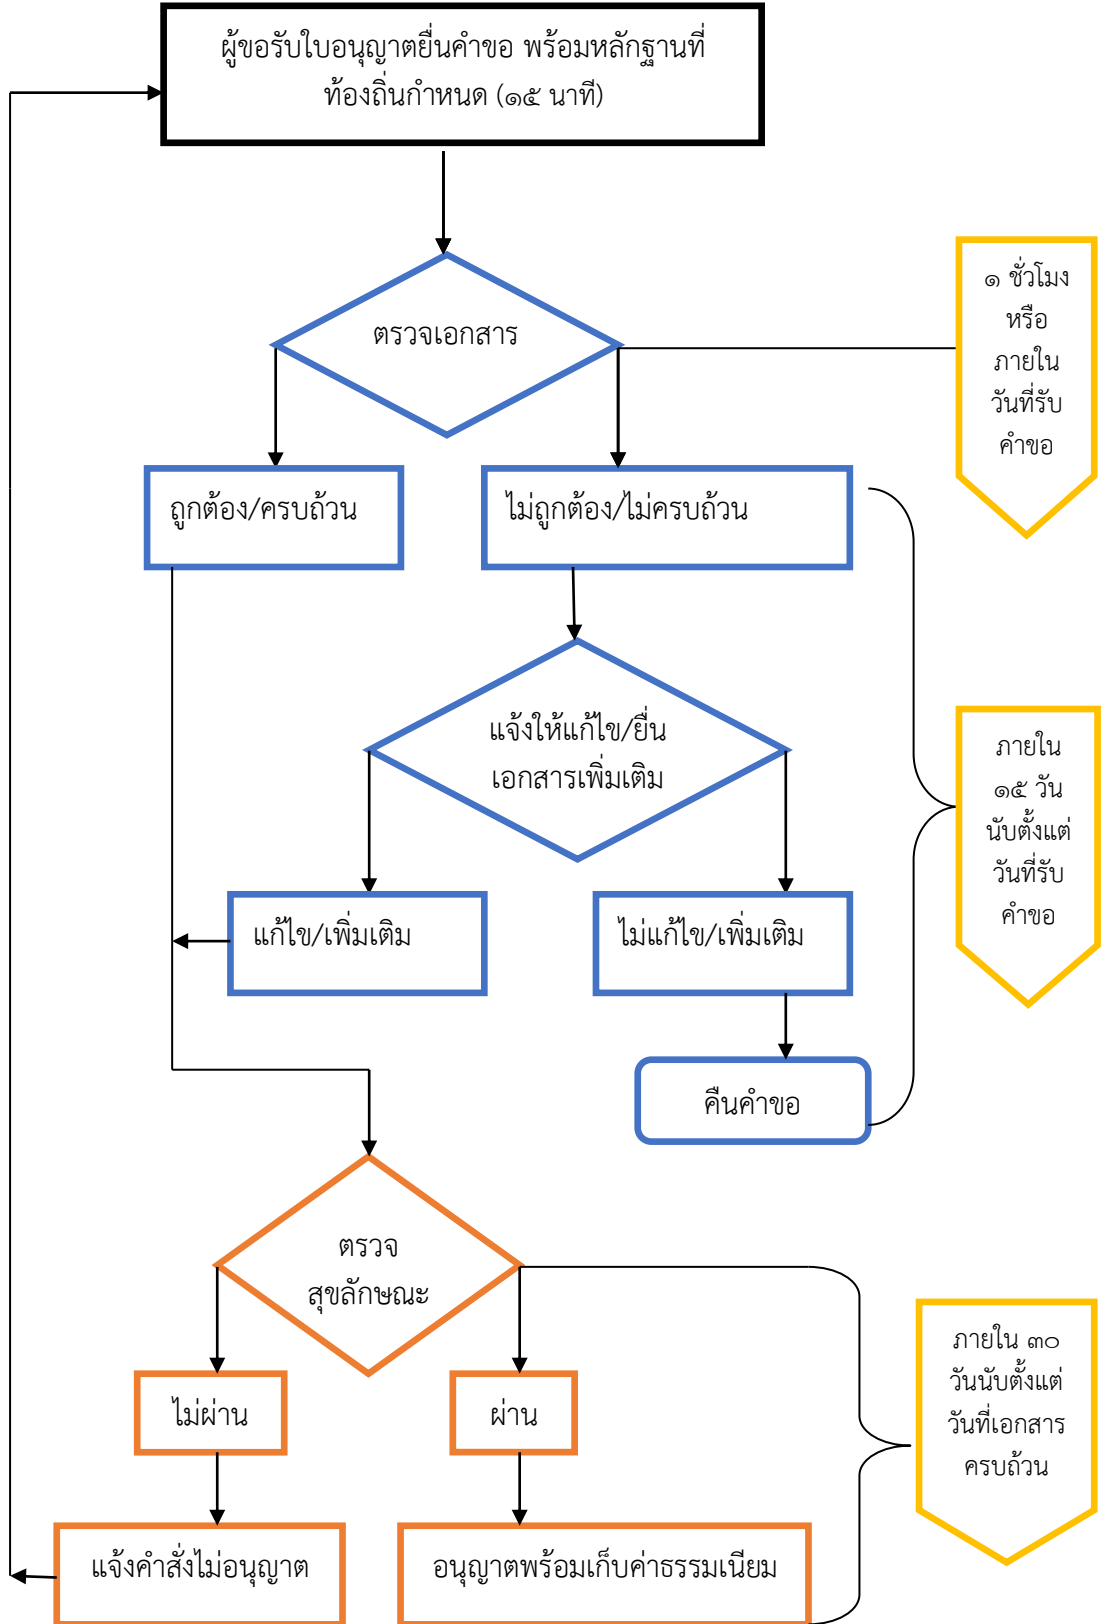 ผู้ขอรับใบอนุญาตยื่นคำขอ พร้อมหลักฐานที่
ท้องถิ่นกำหนด (๑๕ นาที)
ตรวจเอกสาร
๑ ชั่วโมง
หรือ
ภายใน
วันที่รับ
คำขอ
ถูกต้อง/ครบถ้วน
ไม่ถูกต้อง/ไม่ครบถ้วน
แจ้งให้แก้ไข/ยื่น
เอกสารเพิ่มเติม
ภายใน
๑๕ วัน
นับตั้งแต่
วันที่รับ
คำขอ
แก้ไข/เพิ่มเติม
ไม่แก้ไข/เพิ่มเติม
คืนคำขอ
ตรวจ
สุขลักษณะ
ภายใน ๓๐
วันนับตั้งแต่
วันที่เอกสาร
ครบถ้วน
ไม่ผ่าน
ผ่าน
แจ้งคำสั่งไม่อนุญาต
อนุญาตพร้อมเก็บค่าธรรมเนียม